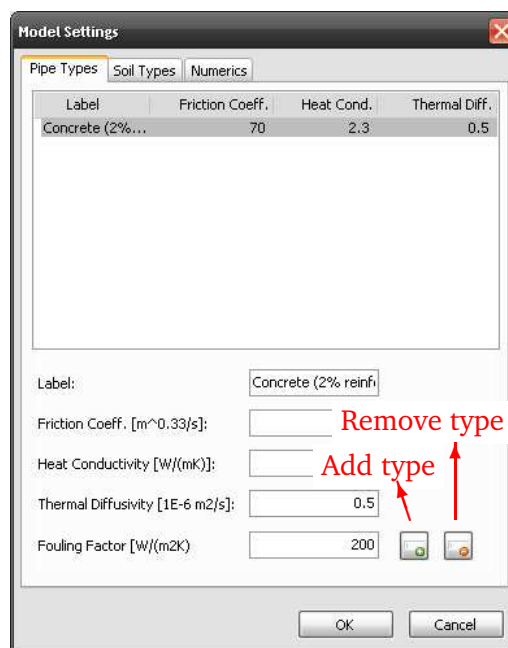 Model Settings
Pipe Types Soil Types Numerics
Label Friction Coeff. Heat Cond. Thermal Diff.
Concrete (2%... 70 2.3 0.5
Label: Concrete (2% reinf
Friction Coeff. [m^0.33/s]:
Remove type
Heat Conductivity [W/(mK)]:
Add type
Thermal Diffusivity [1E-6 m2/s]: 0.5
Fouling Factor [W/(m2K) 200
OK Cancel